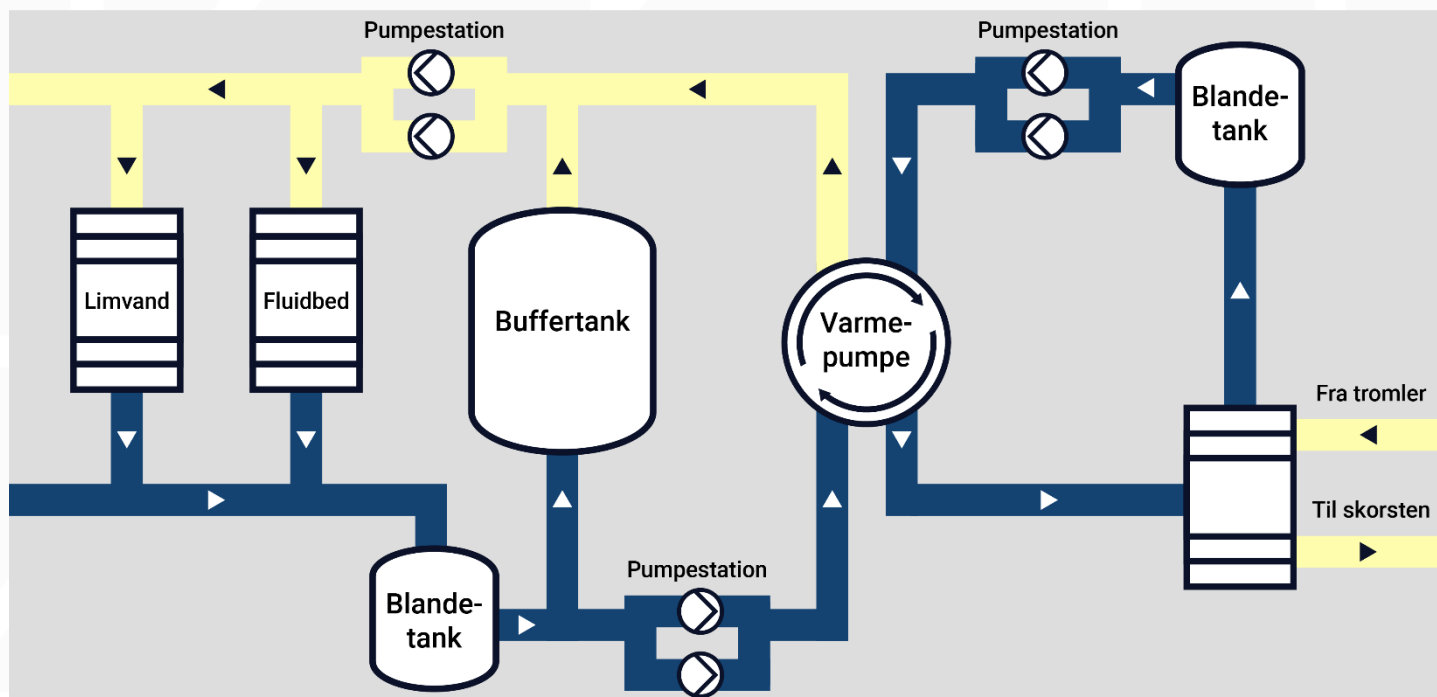 Pumpestation
Pumpestation
Blande-
tank
Limvand
Fluidbed
Buffertank
Varme-
pumpe
Fra tromler
Til skorsten
Pumpestation
Blande-
tank